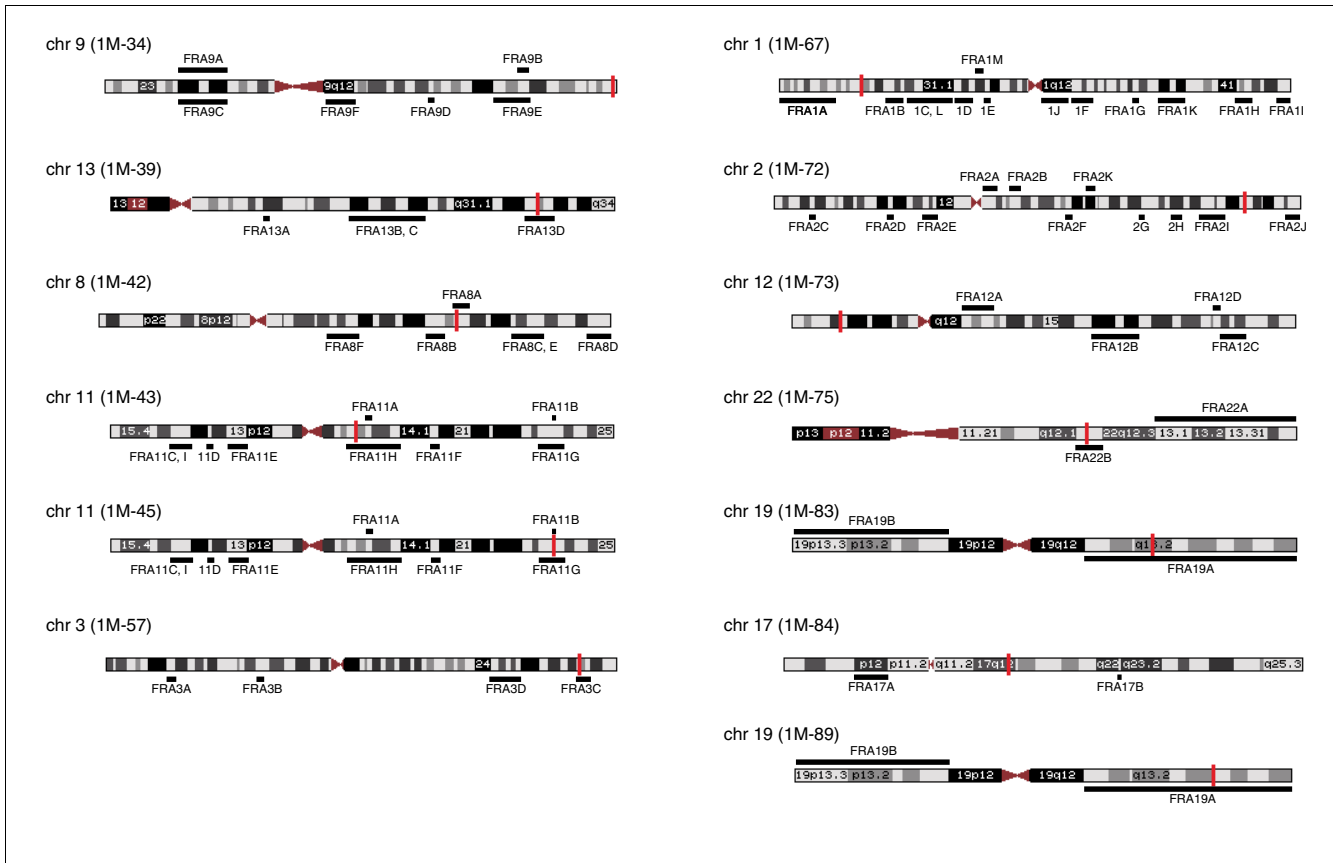 chr 9 (1M-34)
FRA9A FRA9B
23 9q12
FRA9C FRA9F FRA9D FRA9E
chr 13 (1M-39)
13 12 q31.1 q34
FRA13A FRA13B, C FRA13D
chr 8 (1M-42)
FRA8A
p22 8p12
FRA8F FRA8B FRA8C, E FRA8D
chr 11 (1M-43)
FRA11A FRA11B
15.4 13 p12 14.1 21 25
FRA11C, I 11D FRA11E FRA11H FRA11F FRA11G
chr 11 (1M-45)
FRA11A FRA11B
15.4 13 p12 14.1 21 25
FRA11C, I 11D FRA11E FRA11H FRA11F FRA11G
chr 3 (1M-57)
24
FRA3A FRA3B FRA3D FRA3C
chr 1 (1M-67)
FRA1M
31.1 1q12 41
FRA1A FRA1B 1C, L 1D 1E 1J 1F FRA1G FRA1K FRA1H FRA1I
chr 2 (1M-72)
FRA2A FRA2B FRA2K
12
FRA2C FRA2D FRA2E FRA2F 2G 2H FRA2I FRA2J
chr 12 (1M-73)
FRA12A FRA12D
q12 15
FRA12B FRA12C
chr 22 (1M-75)
FRA22A
p13 p12 11.2 11.21 q12.1 22q12.3 13.1 13.2 13.31
FRA22B
chr 19 (1M-83)
FRA19B
19p13.3 p13.2 19p12 19q12 q13.2
FRA19A
chr 17 (1M-84)
p12 p11.2 q11.2 17q12 q22 q23.2 q25.3
FRA17A FRA17B
chr 19 (1M-89)
FRA19B
19p13.3 p13.2 19p12 19q12 q13.2
FRA19A